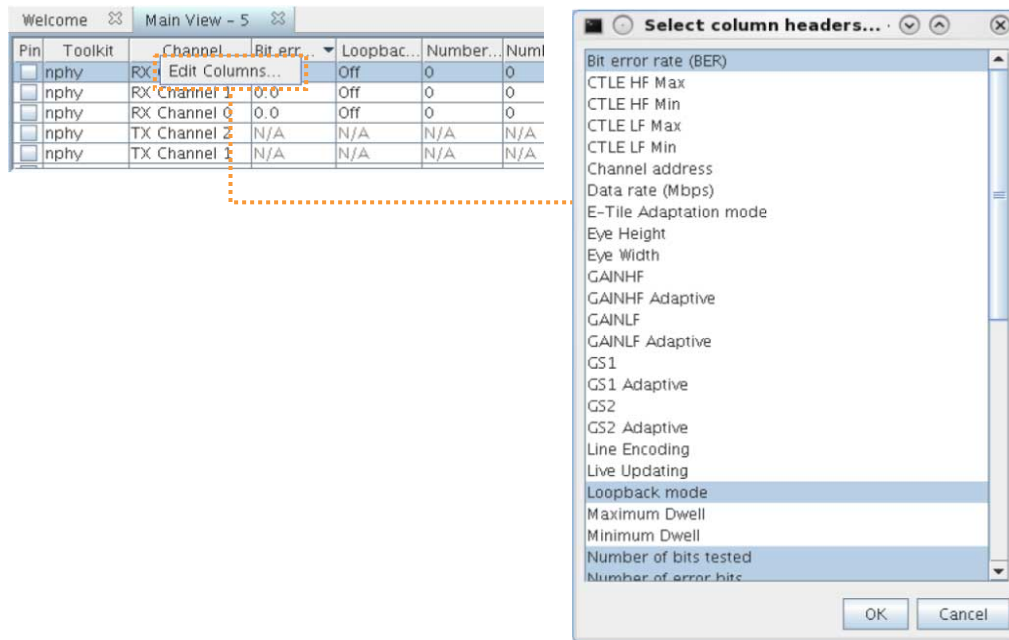 Welcome Main View – 5
Pin Toolkit Channel Bit err... Loopbac... Number...
nphy RX Off 0 0
Edit Columns...
nphy RX Channel 1 0.0 Off 0 0
nphy RX Channel 0 0.0 Off 0 0
nphy TX Channel 2 N/A N/A N/A N/A
nphy TX Channel 1 N/A N/A N/A N/A
Select column headers...
Bit error rate (BER)
CTLE HF Max
CTLE HF Min
CTLE LF Max
CTLE LF Min
Channel address
Data rate (Mbps)
E-Tile Adaptation mode
Eye Height
Eye Width
GAINHF
GAINHF Adaptive
GAINLF
GAINLF Adaptive
GS1
GS1 Adaptive
GS2
GS2 Adaptive
Line Encoding
Live Updating
Loopback mode
Maximum Dwell
Minimum Dwell
Number of bits tested
Number of error bits
OK Cancel